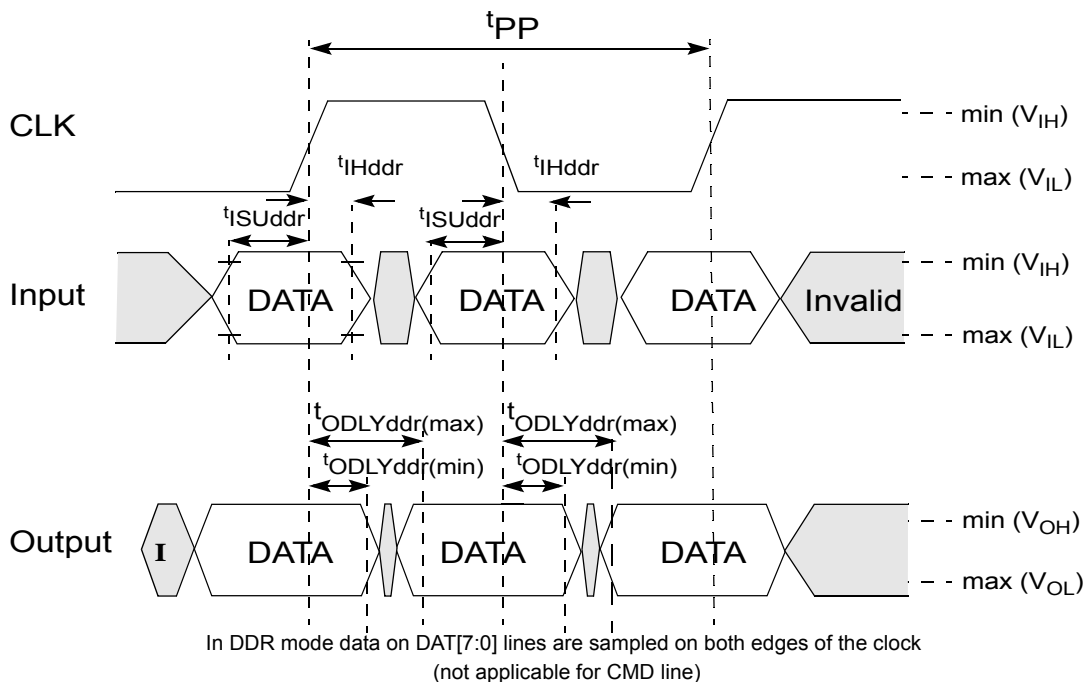 tPP
CLK
min (VIH)
tIHddr
tIHddr
max (VIL)
tISUddr
tISUddr
Input
DATA
DATA
DATA
Invalid
min (VIH)
max (VIL)
tODLYddr(max)
tODLYddr(max)
tODLYddr(min)
tODLYddr(min)
Output
I
DATA
DATA
DATA
min (VOH)
max (VOL)
In DDR mode data on DAT[7:0] lines are sampled on both edges of the clock
(not applicable for CMD line)